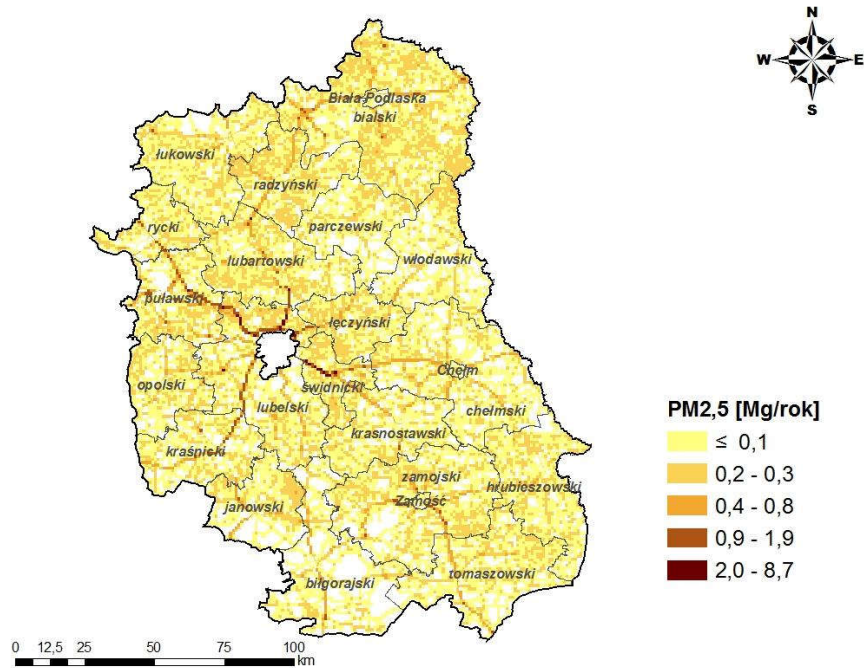 N
W E
S
Biała Podlaska
bialski
łukowski
radzyński
rycki
parczewski
lubartowski
włodawski
puławski
łęczyński
opolski
Chełm
świdnicki
lubelski
chełmski
krasnostawski
kraśnicki
zamojski
hrubieszowski
Zamość
janowski
biłgorajski
tomaszowski
PM2,5 [Mg/rok]
≤ 0,1
0,2 - 0,3
0,4 - 0,8
0,9 - 1,9
2,0 - 8,7
0 12,5 25 50 75 100
km